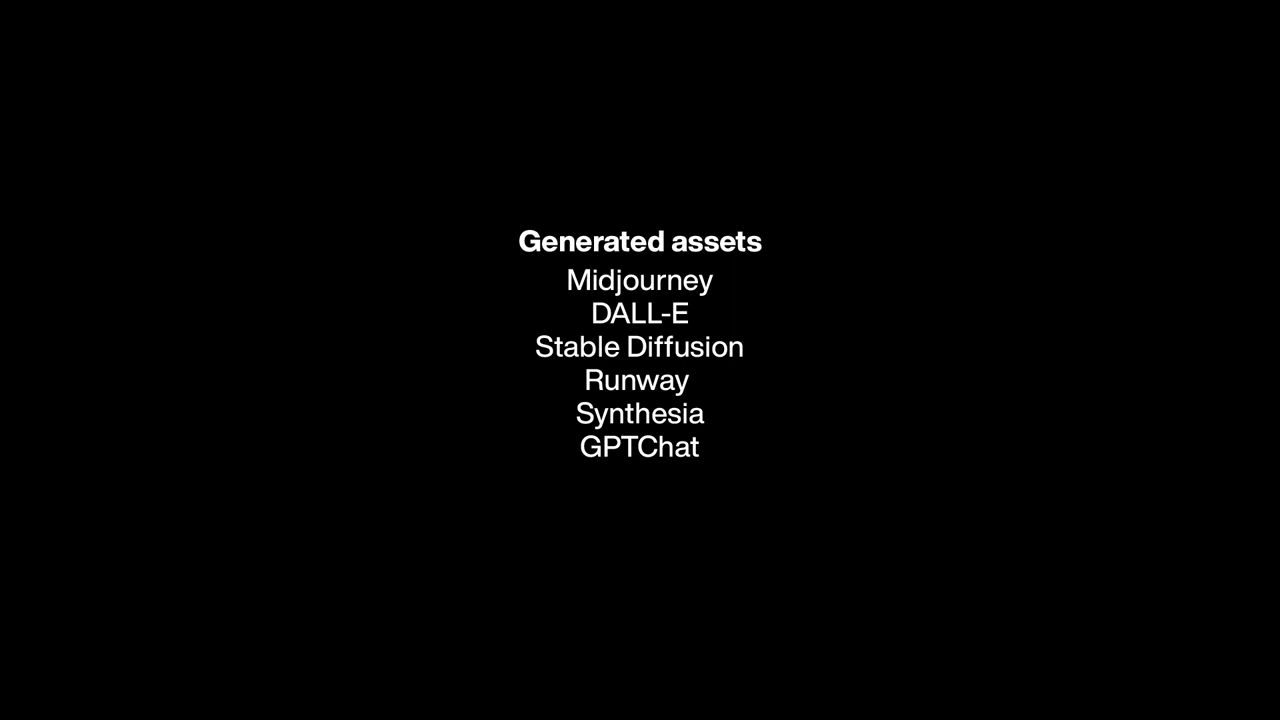 Generated assets
Midjourney
DALL-E
Stable Diffusion
Runway
Synthesia
GPTChat